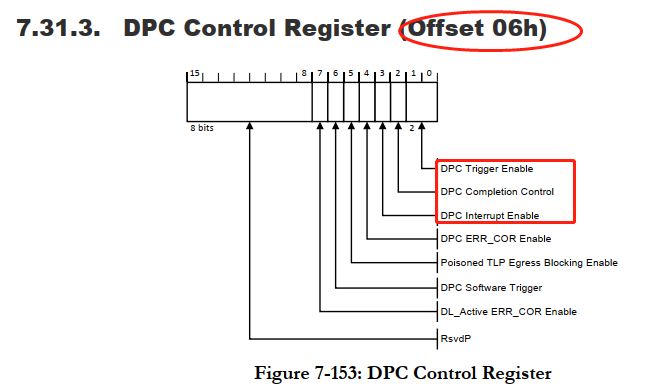 7.31.3. DPC Control Register (Offset 06h)
15 8 7 6 5 4 3 2 1 0
8 bits 2
DPC Trigger Enable
DPC Completion Control
DPC Interrupt Enable
DPC ERR_COR Enable
Poisoned TLP Egress Blocking Enable
DPC Software Trigger
DL_Active ERR_COR Enable
RsvdP
Figure 7-153: DPC Control Register